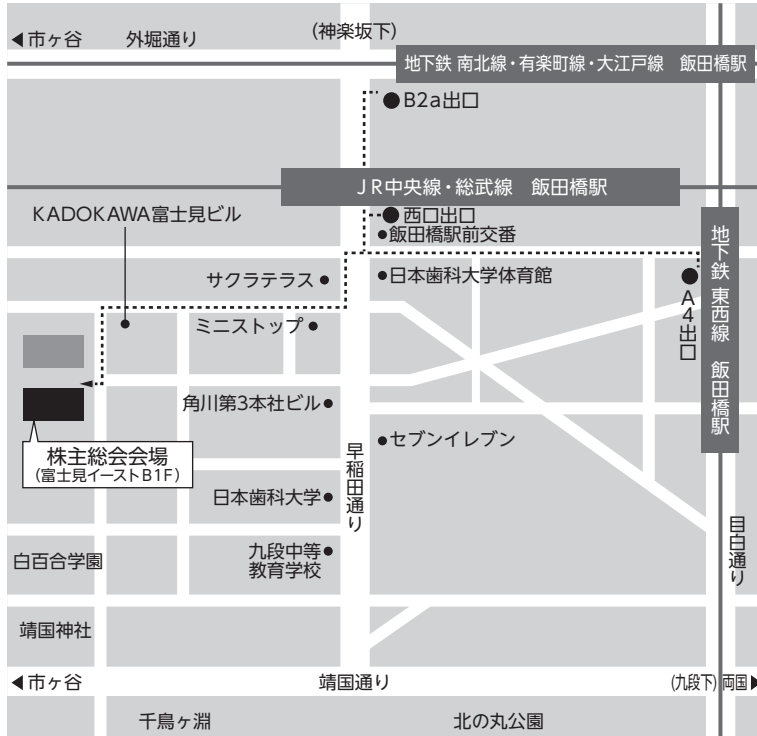 (神楽坂下)
◀市ヶ谷 外堀通り
地下鉄 南北線・有楽町線・大江戸線 飯田橋駅
●B2a出口
JR中央線・総武線 飯田橋駅
KADOKAWA富士見ビル
●西口出口
●飯田橋駅前交番
地下鉄 東西線 飯田橋駅
サクラテラス●
●日本歯科大学体育館
A4出口
ミニストップ●
角川第3本社ビル●
●セブンイレブン
株主総会会場
(富士見イーストB1F)
早稲田通り
日本歯科大学●
目白通り
白百合学園
九段中等●
教育学校
靖国神社
◀市ヶ谷
靖国通り
(九段下)両国▶
千鳥ヶ淵
北の丸公園